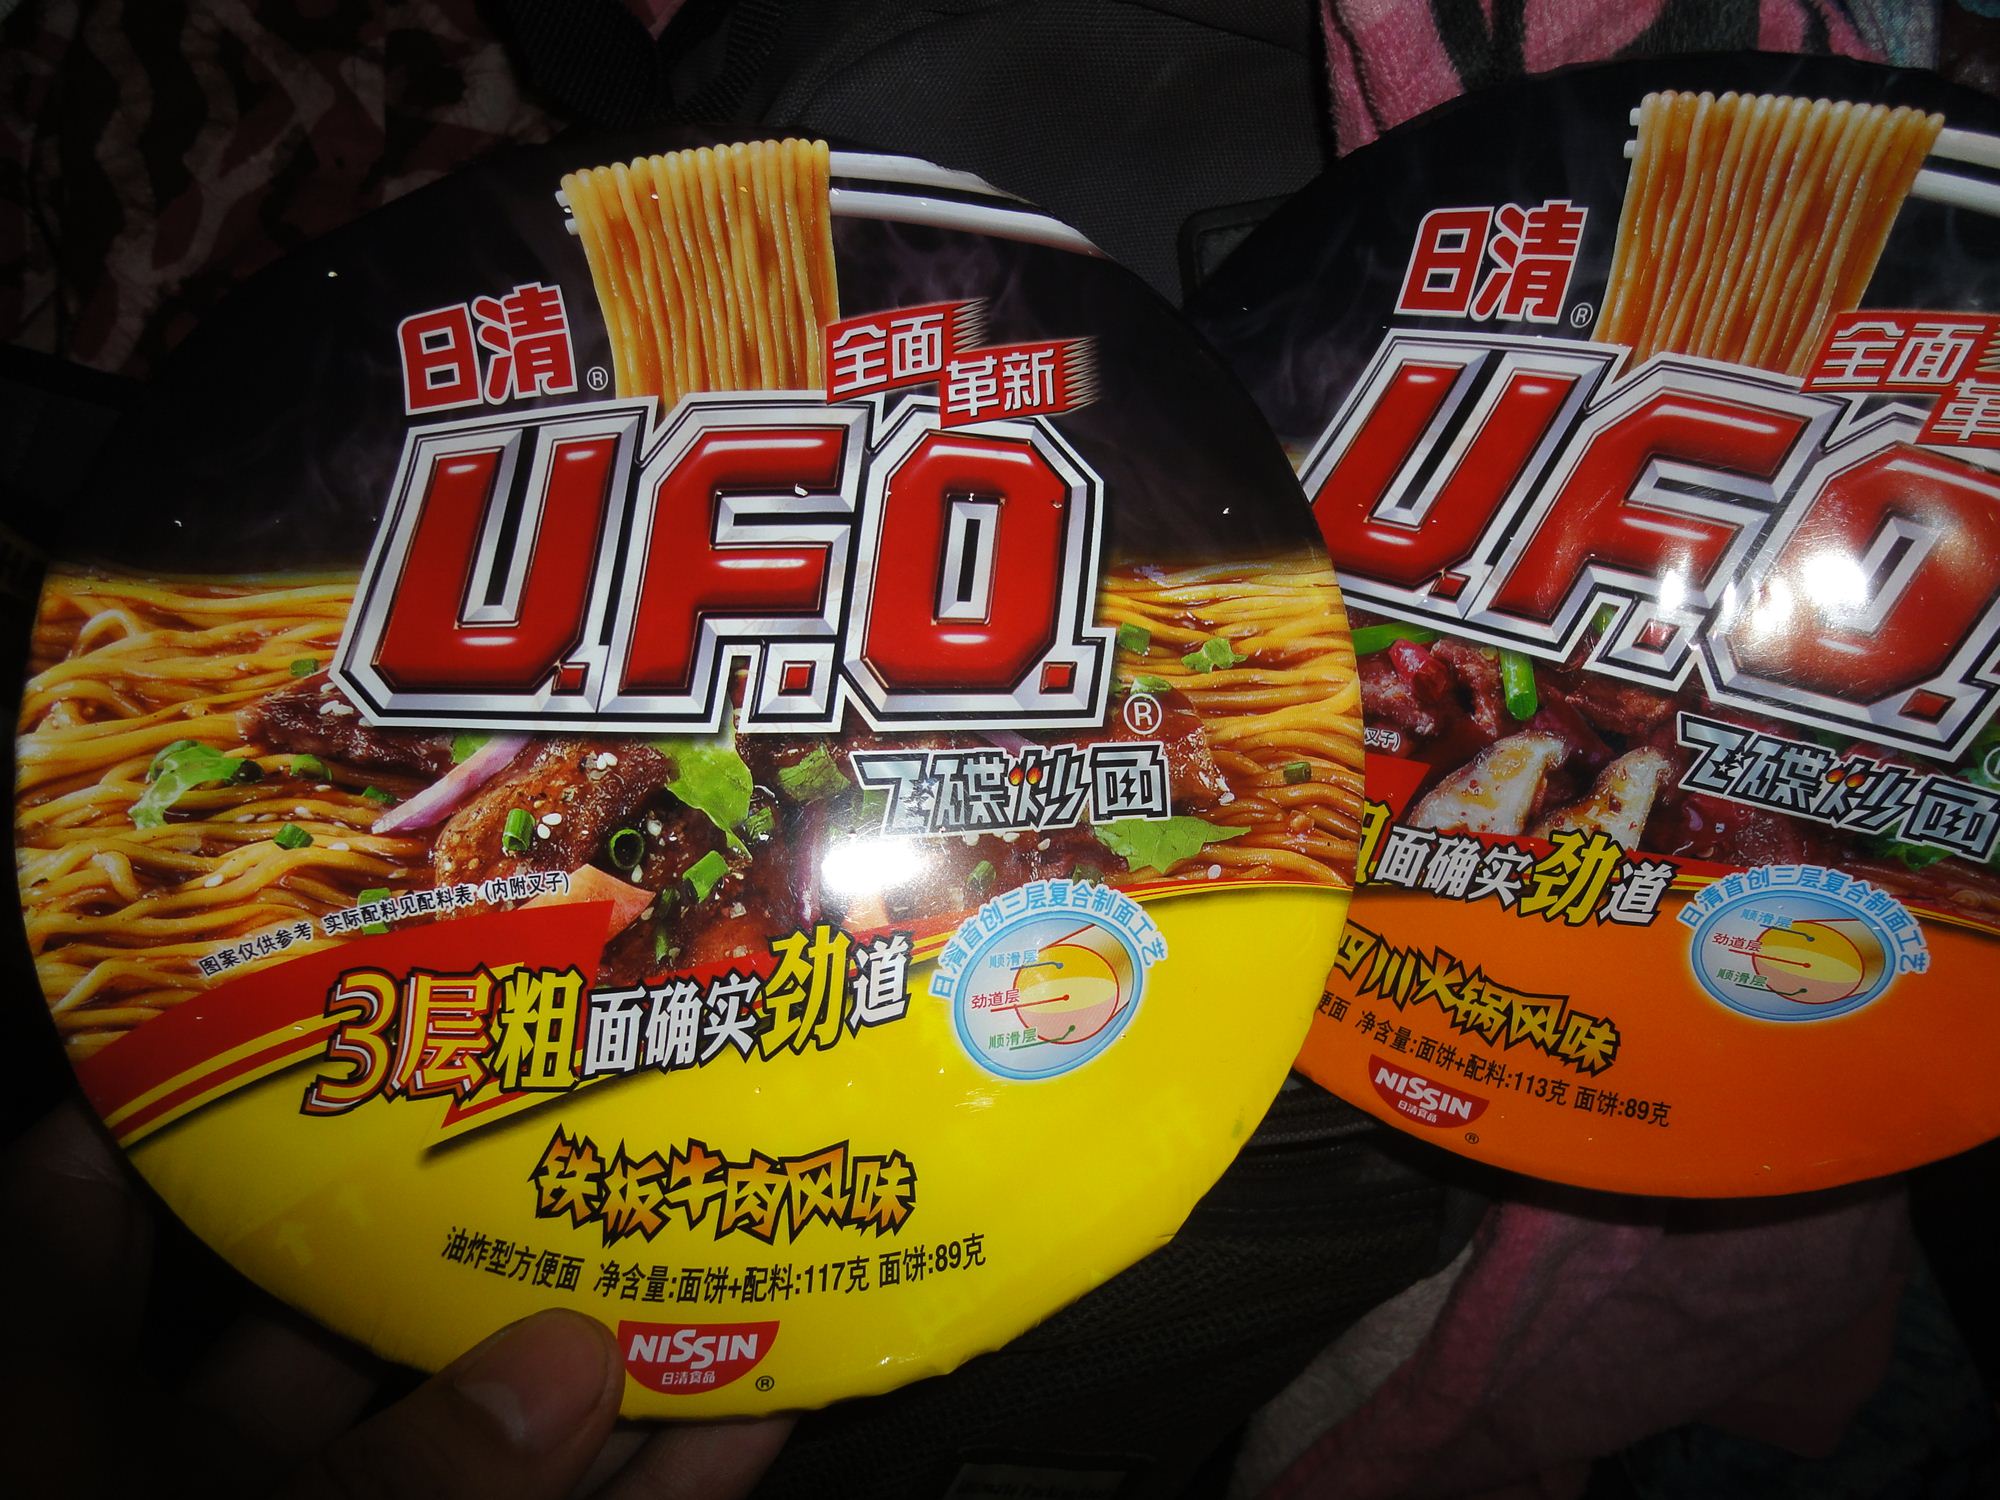 日清®
全面
革新
U.F.O.®
飞碟炒面
图案仅供参考 实际配料见配料表 (内附叉子)
3层粗面确实劲道
日清首创三层复合制面工艺
顺滑层
劲道层
顺滑层
铁板牛肉风味
油炸型方便面 净含量:面饼+配料:117克 面饼:89克
NISSIN
日清食品
®
日清®
全面
革
U.F.O.
飞碟炒面
叉子)
粗面确实劲道
日清首创三层复合制面工艺
顺滑层
劲道层
顺滑层
四川火锅风味
便面 净含量:面饼+配料:113克 面饼:89克
NISSIN
日清食品
®